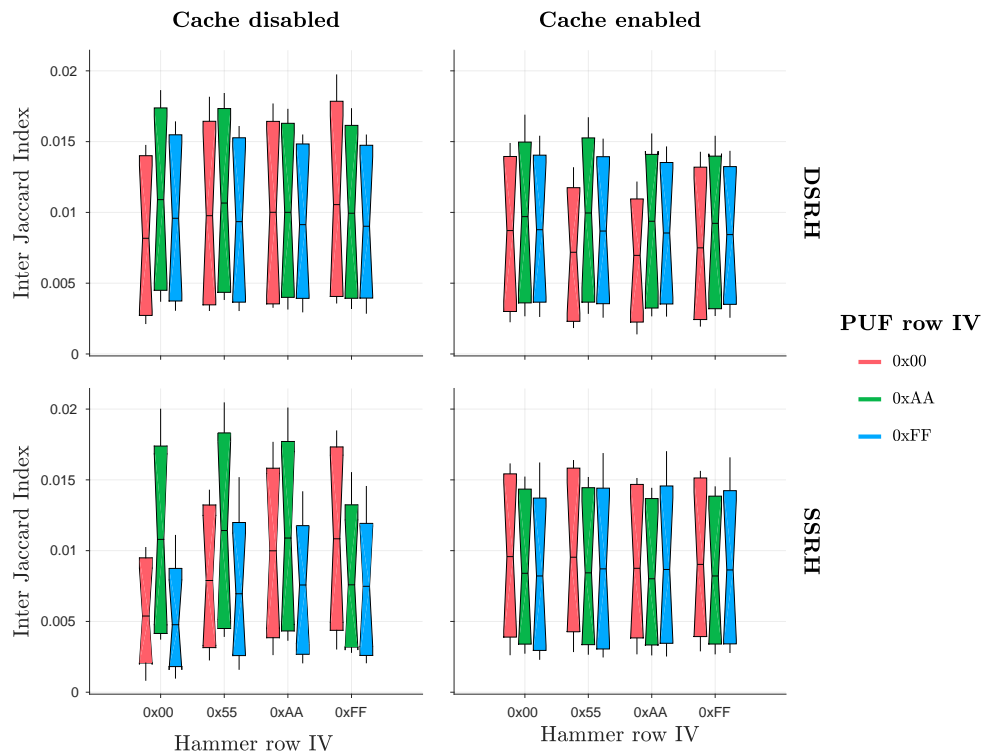 Cache disabled
Cache enabled
Inter Jaccard Index
0.02
0.015
0.01
0.005
0
DSRH
PUF row IV
0x00
0xAA
0xFF
Inter Jaccard Index
0.02
0.015
0.01
0.005
0
SSRH
0x00 0x55 0xAA 0xFF
Hammer row IV
0x00 0x55 0xAA 0xFF
Hammer row IV